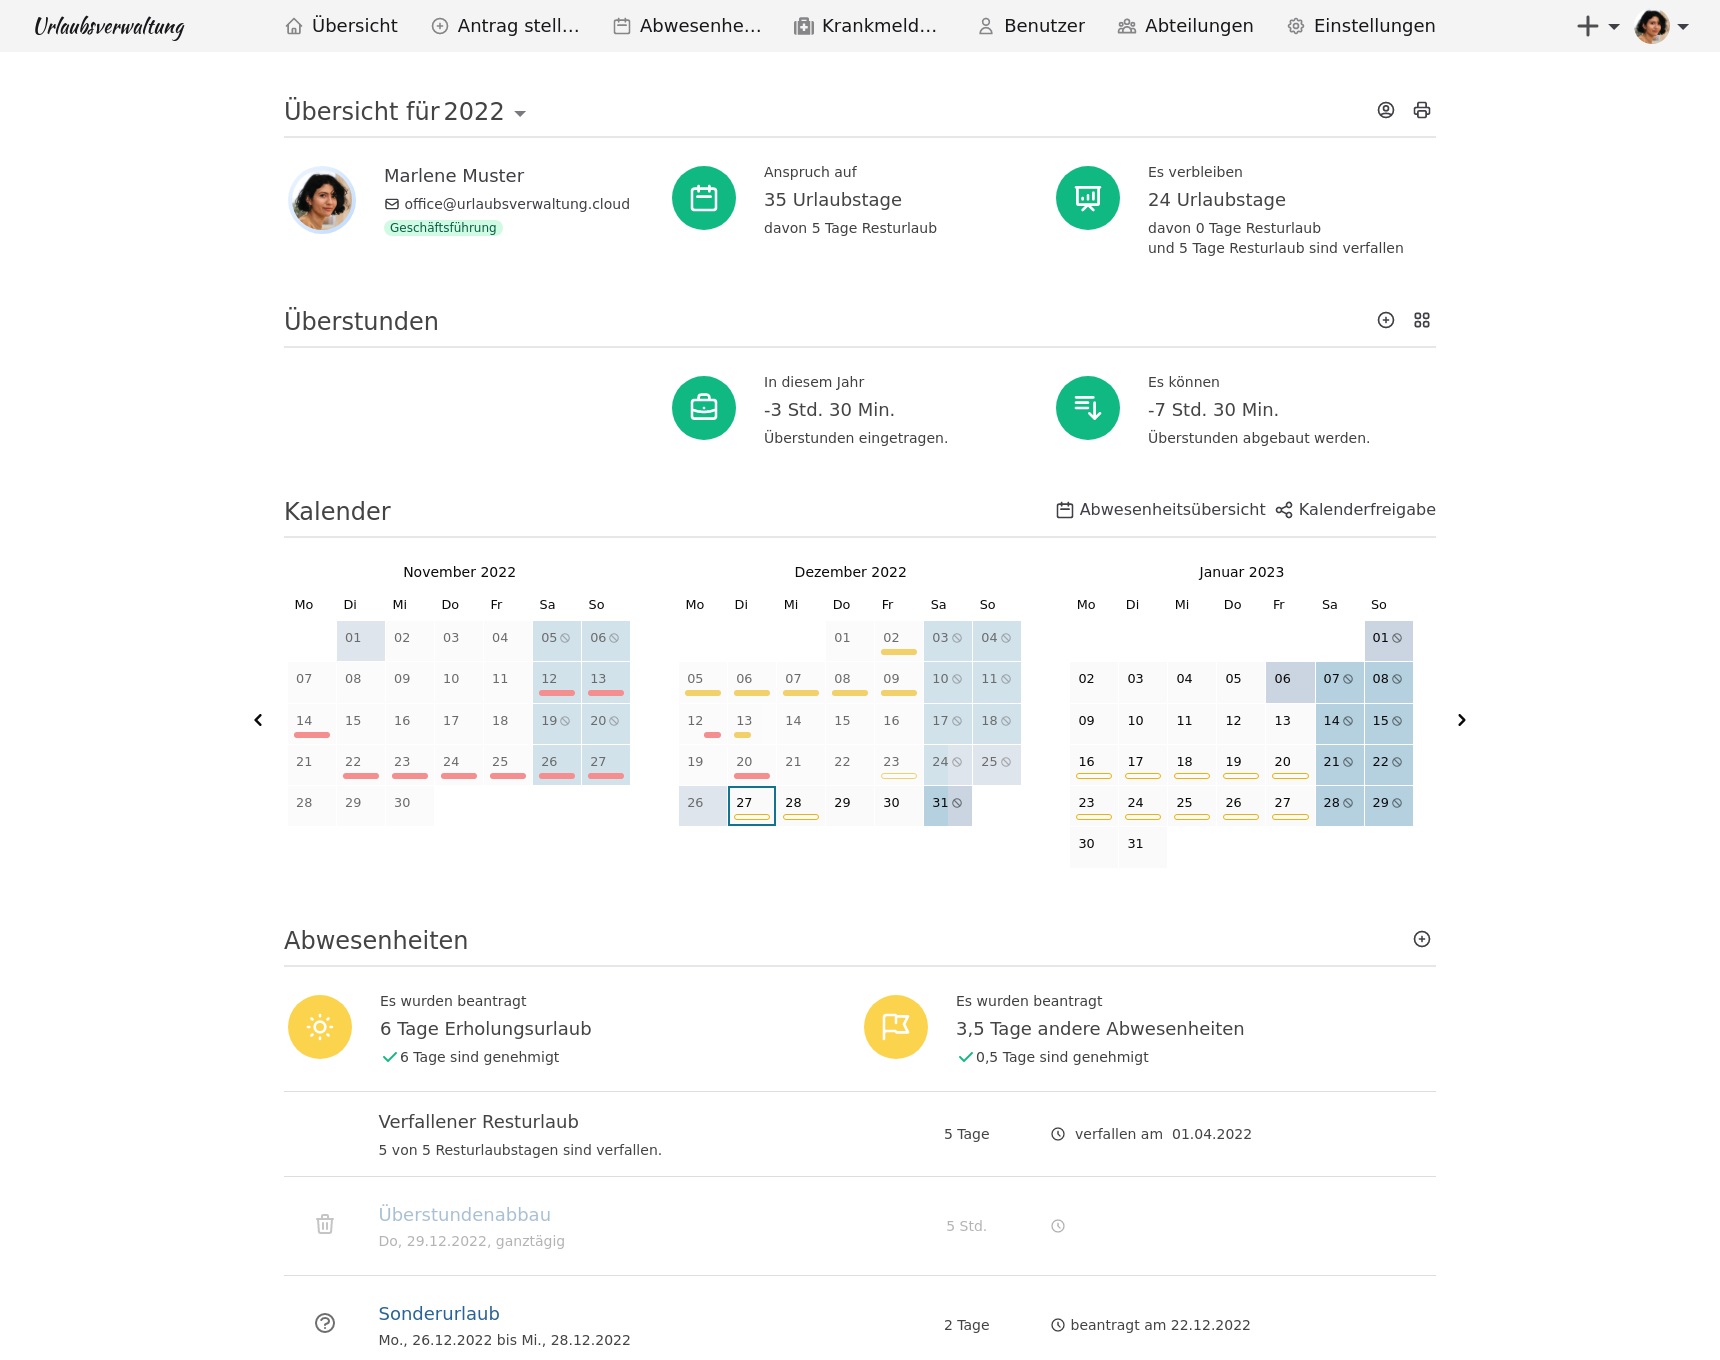 Urlaubsverwaltung
Übersicht
Antrag stell...
Abwesenhe...
Krankmeld...
Benutzer
Abteilungen
Einstellungen
Übersicht für 2022
Marlene Muster
office@urlaubsverwaltung.cloud
Geschäftsführung
Anspruch auf
35 Urlaubstage
davon 5 Tage Resturlaub
Es verbleiben
24 Urlaubstage
davon 0 Tage Resturlaub
und 5 Tage Resturlaub sind verfallen
Überstunden
In diesem Jahr
-3 Std. 30 Min.
Überstunden eingetragen.
Es können
-7 Std. 30 Min.
Überstunden abgebaut werden.
Kalender
Abwesenheitsübersicht
Kalenderfreigabe
November 2022
Mo Di Mi Do Fr Sa So
01 02 03 04 05 06
07 08 09 10 11 12 13
14 15 16 17 18 19 20
21 22 23 24 25 26 27
28 29 30
Dezember 2022
Mo Di Mi Do Fr Sa So
01 02 03 04
05 06 07 08 09 10 11
12 13 14 15 16 17 18
19 20 21 22 23 24 25
26 27 28 29 30 31
Januar 2023
Mo Di Mi Do Fr Sa So
01
02 03 04 05 06 07 08
09 10 11 12 13 14 15
16 17 18 19 20 21 22
23 24 25 26 27 28 29
30 31
Abwesenheiten
Es wurden beantragt
6 Tage Erholungsurlaub
6 Tage sind genehmigt
Es wurden beantragt
3,5 Tage andere Abwesenheiten
0,5 Tage sind genehmigt
Verfallener Resturlaub
5 von 5 Resturlaubstagen sind verfallen.
5 Tage
verfallen am 01.04.2022
Überstundenabbau
Do, 29.12.2022, ganztägig
5 Std.
Sonderurlaub
Mo., 26.12.2022 bis Mi., 28.12.2022
2 Tage
beantragt am 22.12.2022